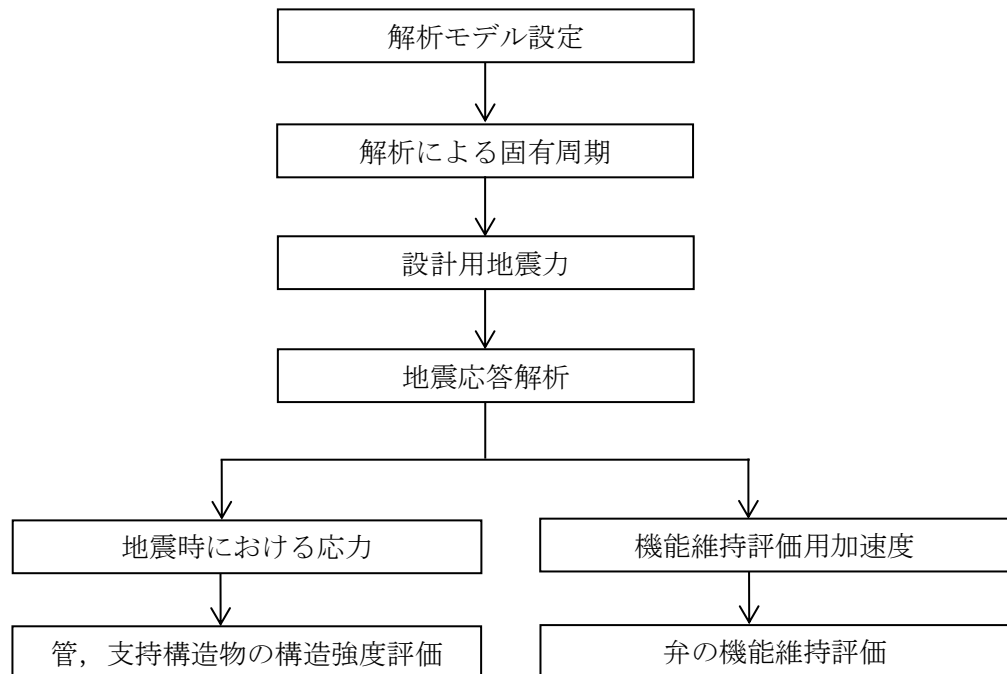 解析モデル設定
解析による固有周期
設計用地震力
地震応答解析
地震時における応力
機能維持評価用加速度
管，支持構造物の構造強度評価
弁の機能維持評価